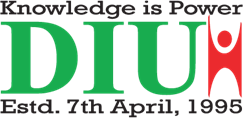 Knowledge is Power
DIU
Estd. 7th April, 1995